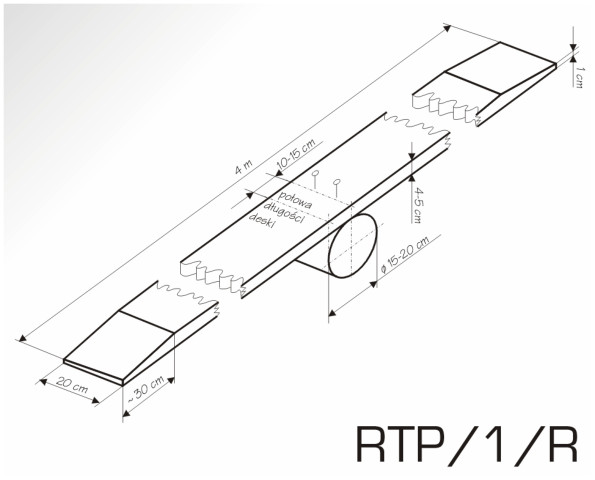 1 cm
4 m
10-15 cm
połowa
długości
deski
4-5 cm
ϕ 15-20 cm
20 cm
~ 30 cm
RTP/1/R